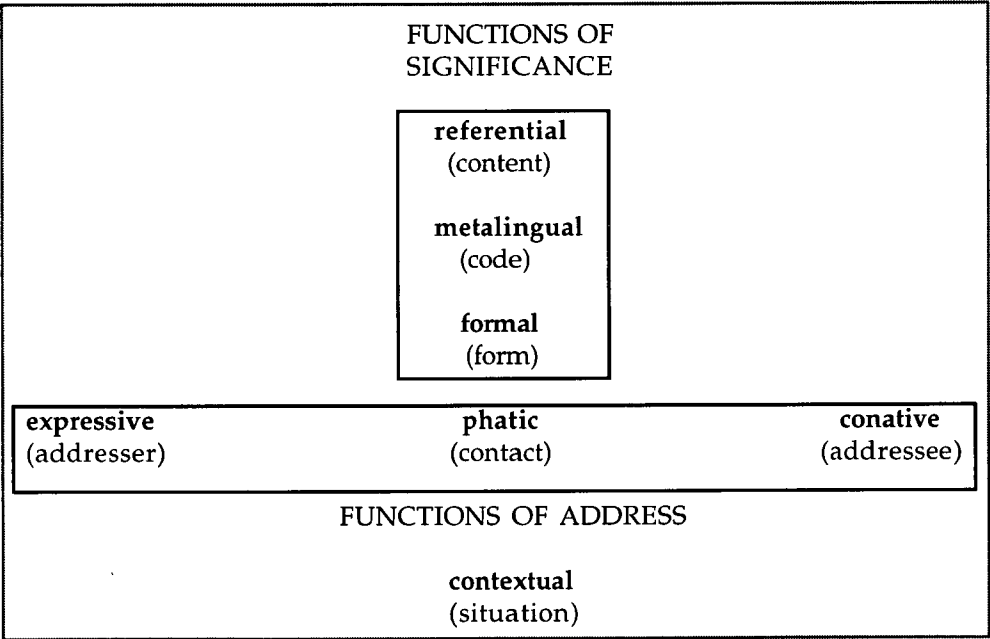 FUNCTIONS OF
SIGNIFICANCE
referential
(content)
metalingual
(code)
formal
(form)
expressive phatic conative
(addresser) (contact) (addressee)
FUNCTIONS OF ADDRESS
contextual
(situation)